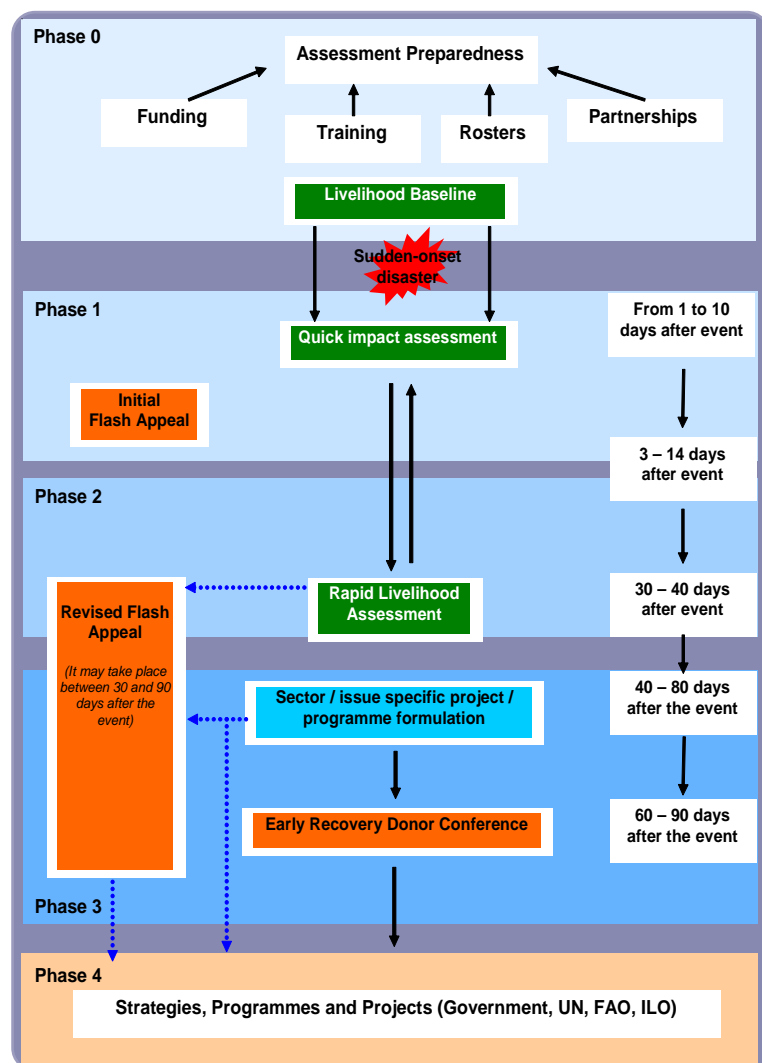 Phase 0
Assessment Preparedness
Funding
Training
Rosters
Partnerships
Livelihood Baseline
Sudden-onset
disaster
Phase 1
From 1 to 10
days after event
Quick impact assessment
Initial
Flash Appeal
3 – 14 days
after event
Phase 2
30 – 40 days
after event
Rapid Livelihood
Assessment
Revised Flash
Appeal
(It may take place
between 30 and 90
days after the
event)
Sector / issue specific project /
programme formulation
40 – 80 days
after the event
Early Recovery Donor Conference
60 – 90 days
after the event
Phase 3
Phase 4
Strategies, Programmes and Projects (Government, UN, FAO, ILO)